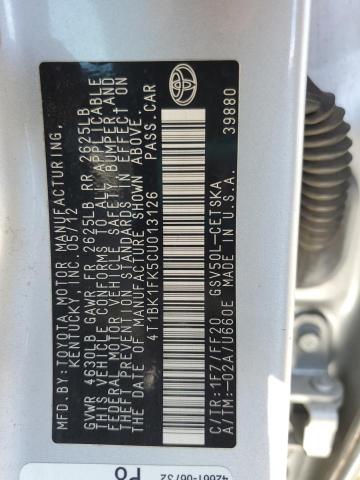 MFD.BY:TOYOTA MOTOR MANUFACTURING,
KENTUCKY, INC. 05/12
GVWR 4630LB GAWR FR 2625LB RR 2625LB
THIS VEHICLE CONFORMS TO ALL APPLICABLE
FEDERAL MOTOR VEHICLE SAFETY, BUMPER, AND
THEFT PREVENTION STANDARDS IN EFFECT ON
THE DATE OF MANUFACTURE SHOWN ABOVE.
4T1BK1FK5CU013126 PASS.CAR
C/TR:1F7/FF20 GSV50L-CETSKA
A/TM:-02A/U660E MADE IN U.S.A. 39880
42661-06732